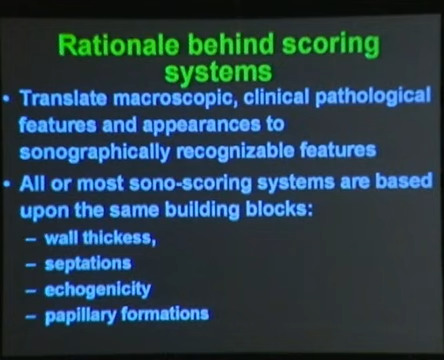 Rationale behind scoring
systems
• Translate macroscopic, clinical pathological
features and appearances to
sonographically recognizable features
• All or most sono-scoring systems are based
upon the same building blocks:
– wall thickess,
– septations
– echogenicity
– papillary formations